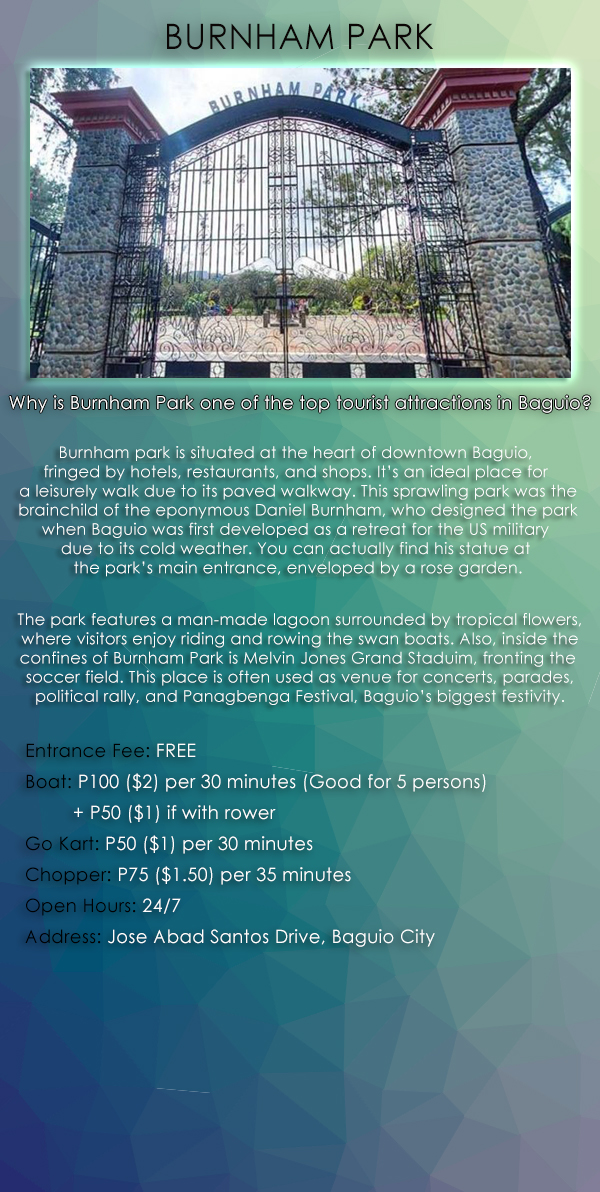 BURNHAM PARK
BURNHAM PARK
Why is Burnham Park one of the top tourist attractions in Baguio?
Burnham park is situated at the heart of downtown Baguio,
fringed by hotels, restaurants, and shops. It's an ideal place for
a leisurely walk due to its paved walkway. This sprawling park was the
brainchild of the eponymous Daniel Burnham, who designed the park
when Baguio was first developed as a retreat for the US military
due to its cold weather. You can actually find his statue at
the park's main entrance, enveloped by a rose garden.
The park features a man-made lagoon surrounded by tropical flowers,
where visitors enjoy riding and rowing the swan boats. Also, inside the
confines of Burnham Park is Melvin Jones Grand Staduim, fronting the
soccer field. This place is often used as venue for concerts, parades,
political rally, and Panagbenga Festival, Baguio's biggest festivity.
Entrance Fee: FREE
Boat: P100 ($2) per 30 minutes (Good for 5 persons)
+ P50 ($1) if with rower
Go Kart: P50 ($1) per 30 minutes
Chopper: P75 ($1.50) per 35 minutes
Open Hours: 24/7
Address: Jose Abad Santos Drive, Baguio City